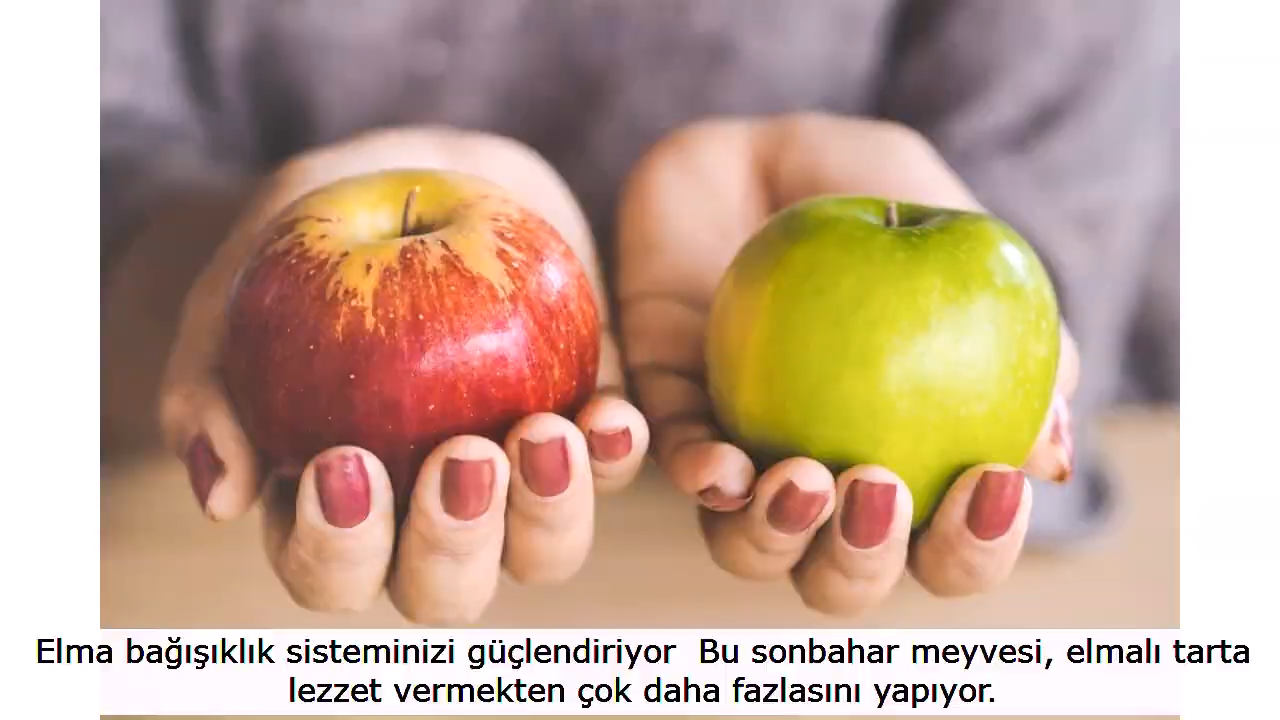 Elma bağışıklık sisteminizi güçlendiriyor  Bu sonbahar meyvesi, elmalı tarta
lezzet vermekten çok daha fazlasını yapıyor.